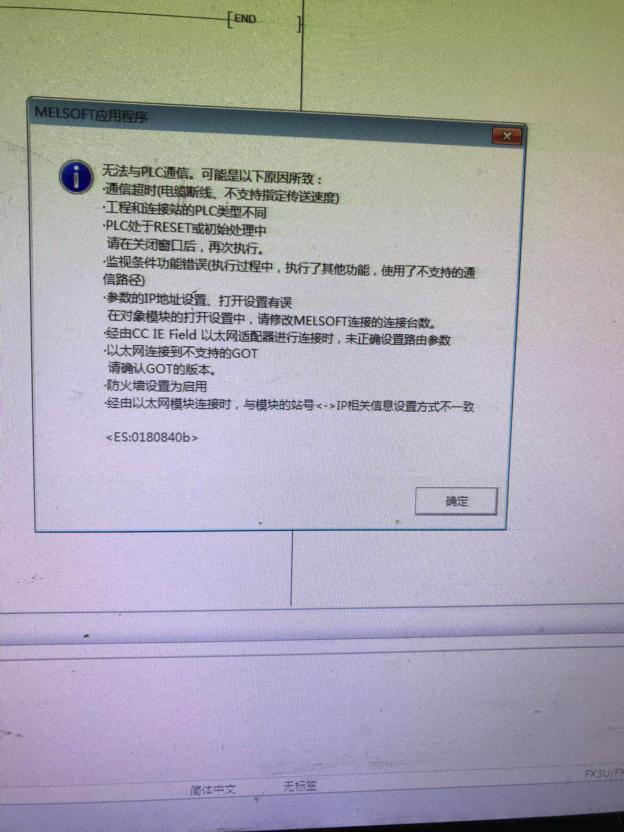 END
MELSOFT应用程序
无法与PLC通信。可能是以下原因所致：
·通信超时(电缆断线、不支持指定传送速度)
·工程和连接站的PLC类型不同
·PLC处于RESET或初始处理中
请在关闭窗口后，再次执行。
·监视条件功能错误(执行过程中，执行了其他功能，使用了不支持的通
信路径)
·参数的IP地址设置、打开设置有误
在对象模块的打开设置中，请修改MELSOFT连接的连接台数。
·经由CC IE Field 以太网适配器进行连接时，未正确设置路由参数
·以太网连接到不支持的GOT
请确认GOT的版本。
·防火墙设置为启用
·经由以太网模块连接时，与模块的站号<->IP相关信息设置方式不一致
<ES:0180840b>
确定
简体中文
无标签
FX3U/FX